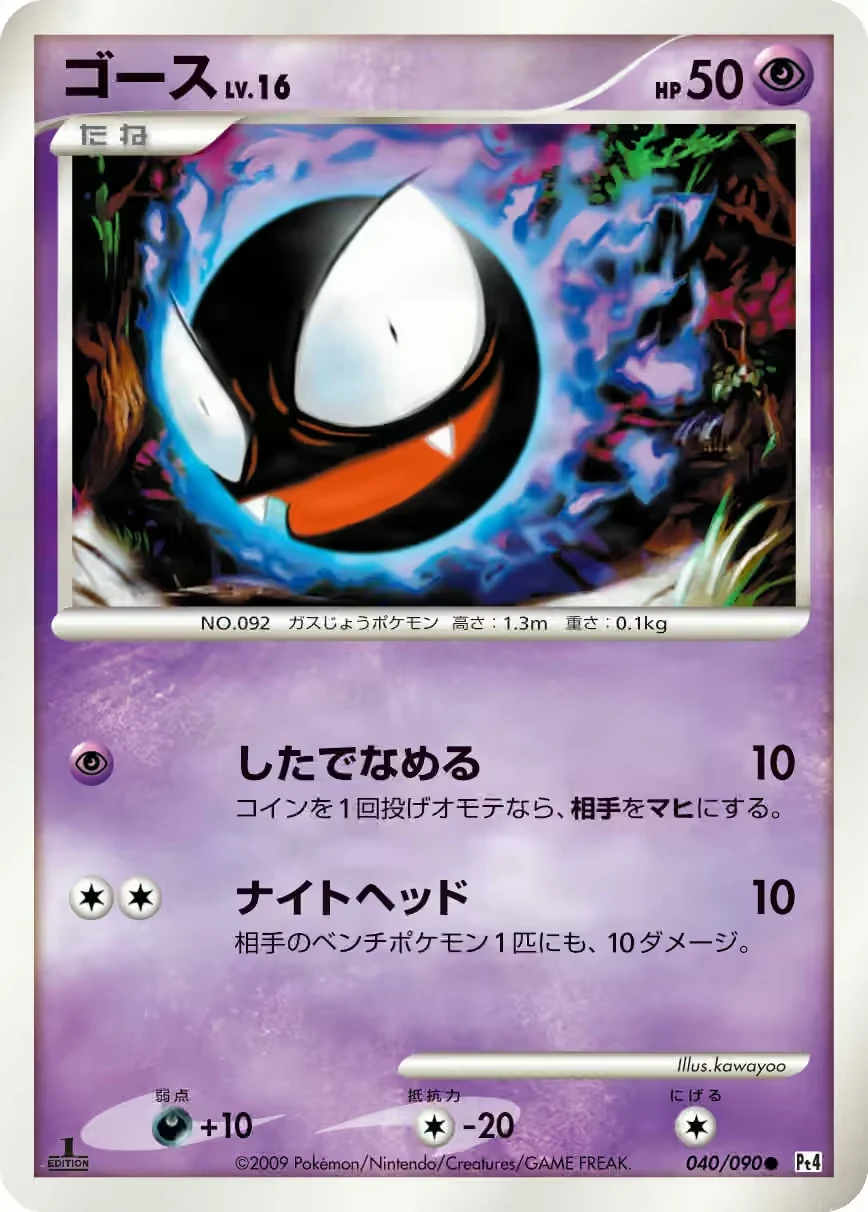 ゴース LV.16 HP 50
たね
NO.092 ガスじょうポケモン 高さ：1.3m 重さ：0.1kg
したでなめる 10
コインを1回投げオモテなら、相手をマヒにする。
ナイトヘッド 10
相手のベンチポケモン1匹にも、10ダメージ。
Illus.kawayoo
弱点 抵抗力 にげる
+10 -20
1 EDITION
©2009 Pokémon/Nintendo/Creatures/GAME FREAK. 040/090 Pt4